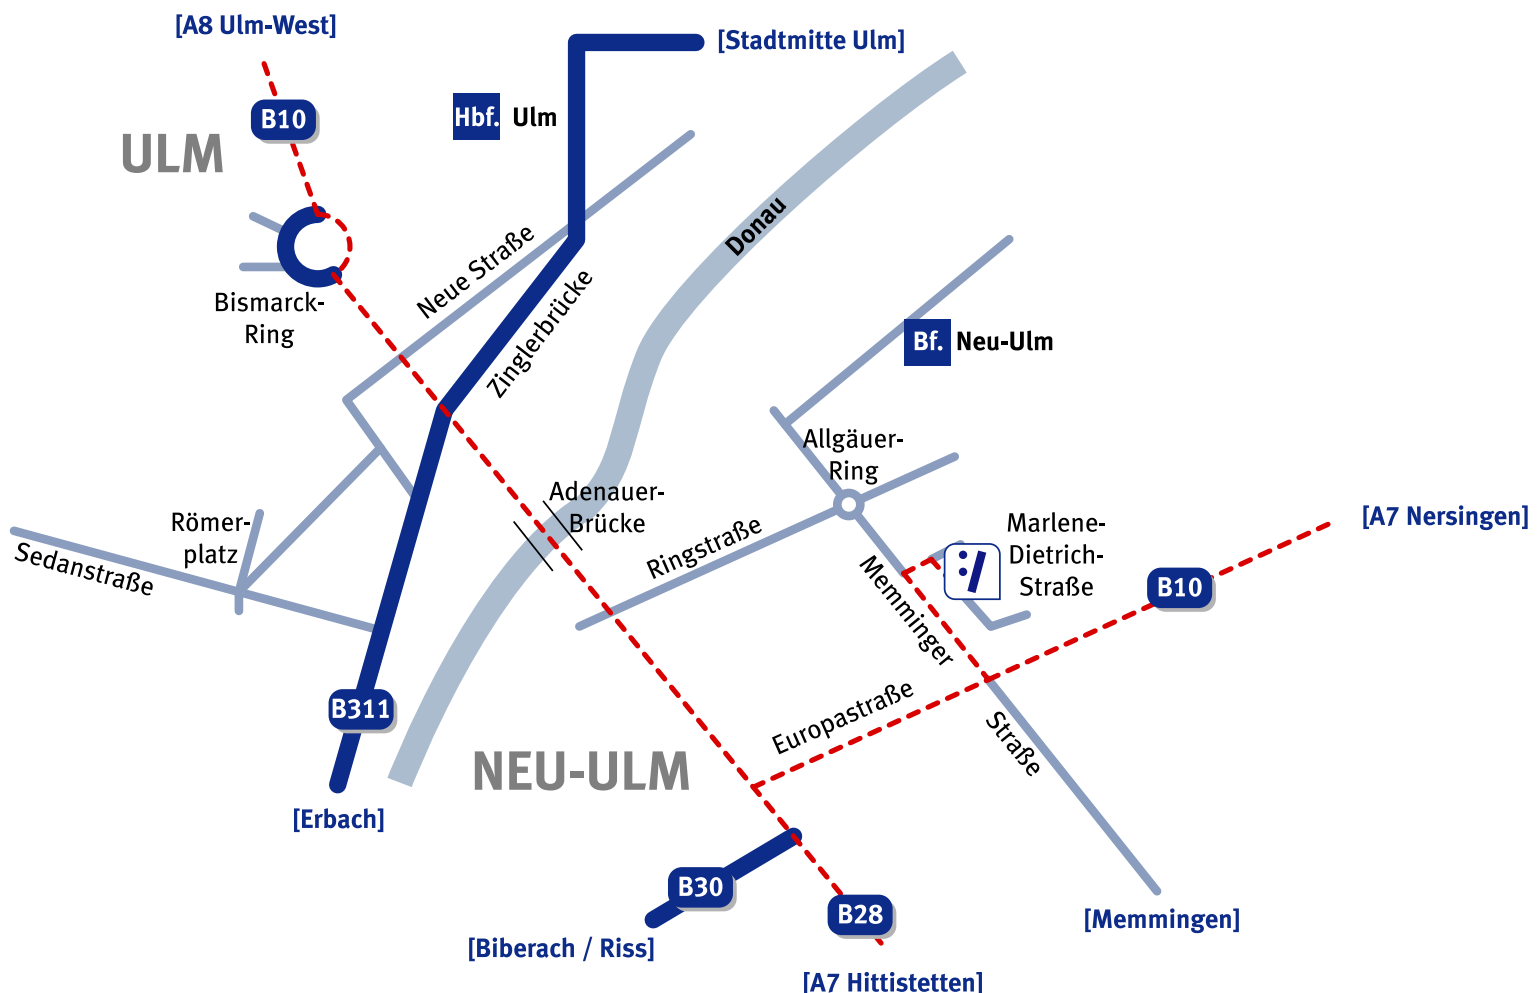 [A8 Ulm-West]
[Stadtmitte Ulm]
B10
Hbf. Ulm
ULM
Donau
Neue Straße
Zinglerbrücke
Bismarck-
Ring
Bf. Neu-Ulm
Allgäuer-
Ring
Adenauer-
Brücke
Römer-
platz
Sedanstraße
Ringstraße
Marlene-
Dietrich-
Straße
[A7 Nersingen]
B10
Memminger
Straße
Europastraße
B311
NEU-ULM
[Erbach]
B30
B28
[Memmingen]
[Biberach / Riss]
[A7 Hittistetten]